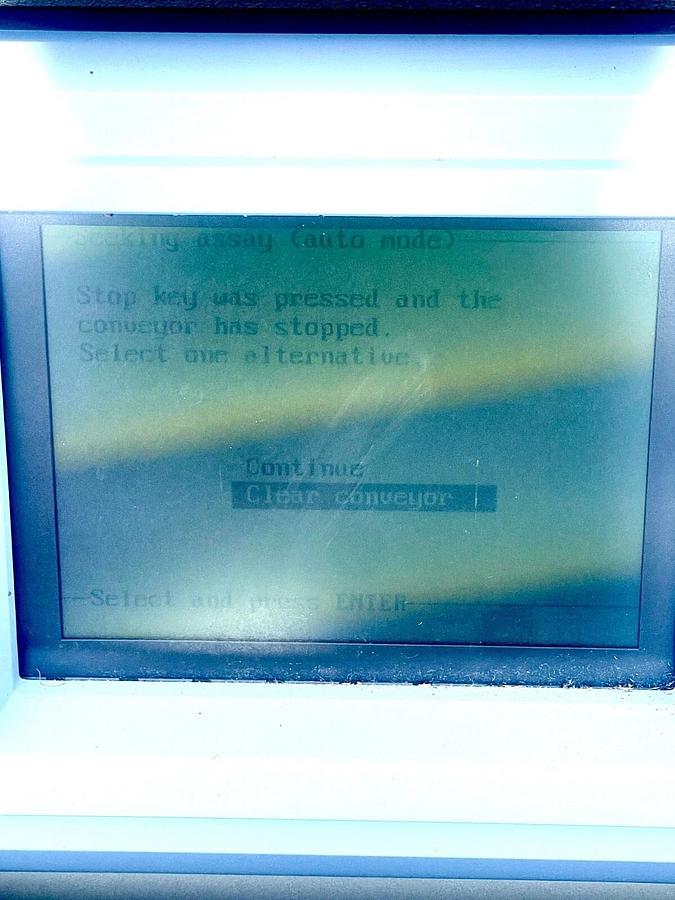 Seeking assay (auto mode)
Stop key was pressed and the
conveyor has stopped.
Select one alternative.
Continue
Clear conveyor
Select and press ENTER